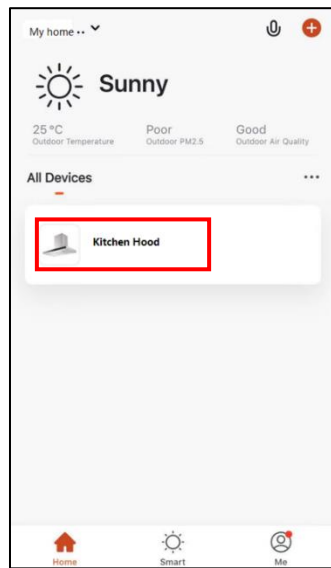 My home ..
Sunny
25 °C Poor Good
Outdoor Temperature Outdoor PM2.5 Outdoor Air Quality
All Devices
Kitchen Hood
Home Smart Me